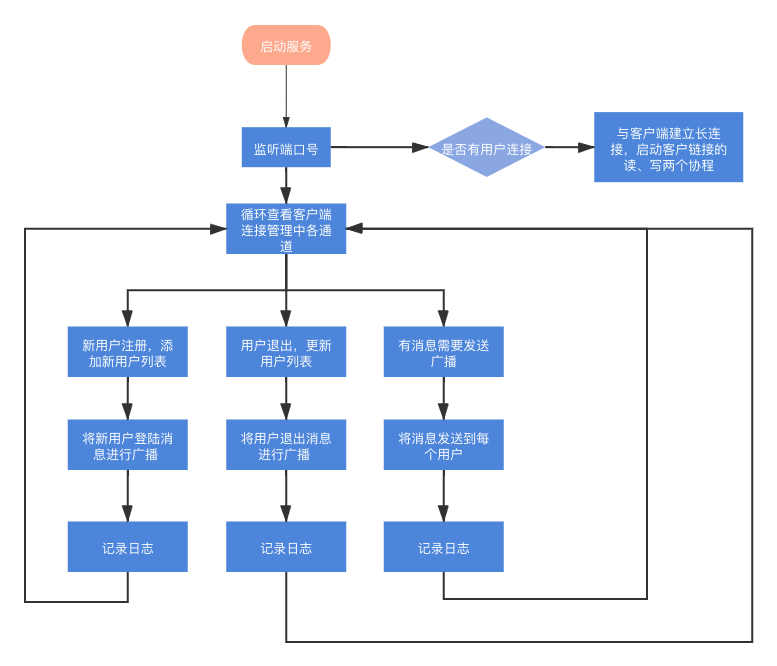 启动服务
监听端口号
是否有用户连接
与客户端建立长连
接，启动客户链接的
读、写两个协程
循环查看客户端
连接管理中各通
道
新用户注册，添
加新用户列表
用户退出，更新
用户列表
有消息需要发送
广播
将新用户登陆消
息进行广播
将用户退出消息
进行广播
将消息发送到每
个用户
记录日志
记录日志
记录日志